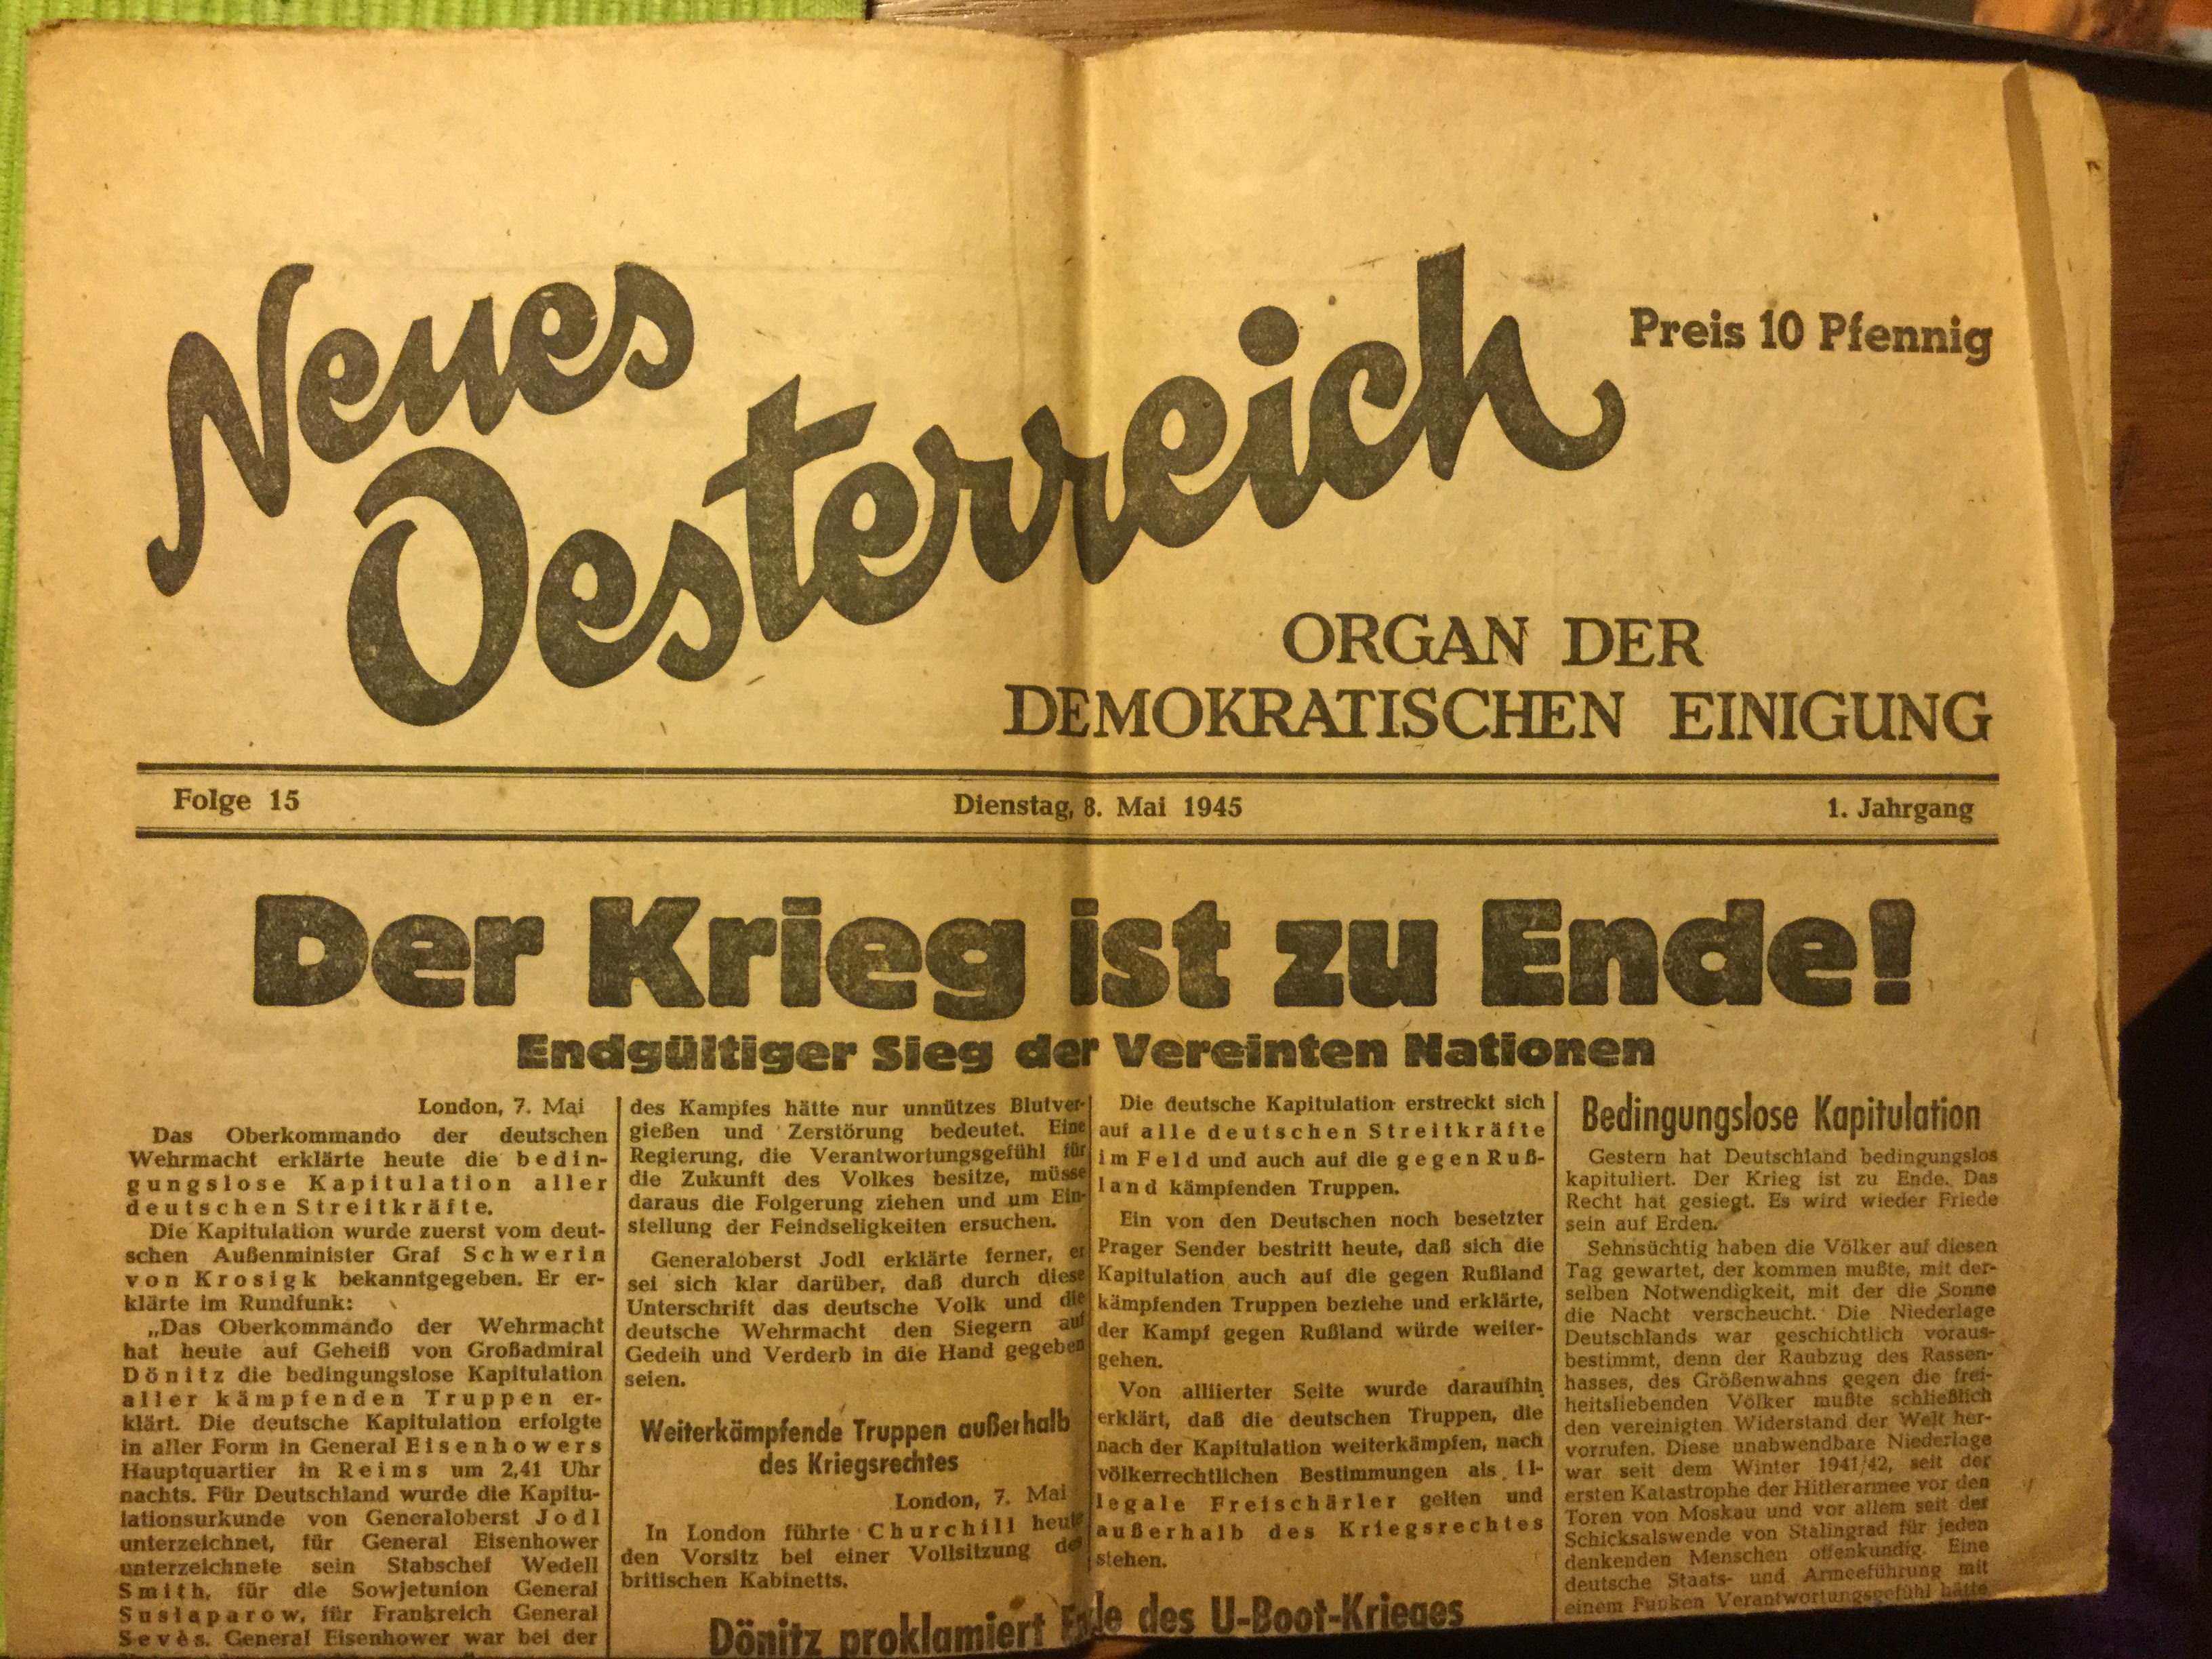 Neues
Oesterreich
Preis 10 Pfennig
ORGAN DER
DEMOKRATISCHEN EINIGUNG
Folge 15
Dienstag, 8. Mai 1945
1. Jahrgang
Der Krieg ist zu Ende!
Endgültiger Sieg der Vereinten Nationen
London, 7. Mai
Das Oberkommando der deutschen
Wehrmacht erklärte heute die bedin-
gungslose Kapitulation aller
deutschen Streitkräfte.
Die Kapitulation wurde zuerst vom deut-
schen Außenminister Graf Schwerin
von Krosigk bekanntgegeben. Er er-
klärte im Rundfunk:
„Das Oberkommando der Wehrmacht
hat heute auf Geheiß von Großadmiral
Dönitz die bedingungslose Kapitulation
aller kämpfenden Truppen er-
klärt. Die deutsche Kapitulation erfolgte
in aller Form in General Eisenhowers
Hauptquartier in Reims um 2,41 Uhr
nachts. Für Deutschland wurde die Kapitu-
lationsurkunde von Generaloberst Jodl
unterzeichnet, für General Eisenhower
unterzeichnete sein Stabschef Wedell
Smith, für die Sowjetunion General
Suslaparow, für Frankreich General
Sevès. General Eisenhower war bei der
des Kampfes hätte nur unnützes Blutver-
gießen und Zerstörung bedeutet. Eine
Regierung, die Verantwortungsgefühl für
die Zukunft des Volkes besitze, müsse
daraus die Folgerung ziehen und um Ein-
stellung der Feindseligkeiten ersuchen.
Generaloberst Jodl erklärte ferner, er
sei sich klar darüber, daß durch diese
Unterschrift das deutsche Volk und die
deutsche Wehrmacht den Siegern auf
Gedeih und Verderb in die Hand gegeben
seien.
Weiterkämpfende Truppen außerhalb
des Kriegsrechtes
London, 7. Mai
In London führte Churchill heute
den Vorsitz bei einer Vollsitzung des
britischen Kabinetts.
Die deutsche Kapitulation erstreckt sich
auf alle deutschen Streitkräfte
im Feld und auch auf die gegen Ruß-
land kämpfenden Truppen.
Ein von den Deutschen noch besetzter
Prager Sender bestritt heute, daß sich die
Kapitulation auch auf die gegen Rußland
kämpfenden Truppen beziehe und erklärte,
der Kampf gegen Rußland würde weiter-
gehen.
Von alliierter Seite wurde daraufhin
erklärt, daß die deutschen Truppen, die
nach der Kapitulation weiterkämpfen, nach
völkerrechtlichen Bestimmungen als il-
legale Freischärler gelten und
außerhalb des Kriegsrechtes
stehen.
Dönitz proklamiert Ende des U-Boot-Krieges
Bedingungslose Kapitulation
Gestern hat Deutschland bedingungslos
kapituliert. Der Krieg ist zu Ende. Das
Recht hat gesiegt. Es wird wieder Friede
sein auf Erden.
Sehnsüchtig haben die Völker auf diesen
Tag gewartet, der kommen mußte, mit der-
selben Notwendigkeit, mit der die Sonne
die Nacht verscheucht. Die Niederlage
Deutschlands war geschichtlich voraus-
bestimmt, denn der Raubzug des Rassen-
hasses, des Größenwahns gegen die frei-
heitsliebenden Völker mußte schließlich
den vereinigten Widerstand der Welt her-
vorrufen. Diese unabwendbare Niederlage
war seit dem Winter 1941/42, seit der
ersten Katastrophe der Hitlerarmee vor den
Toren von Moskau und vor allem seit der
Schicksalswende von Stalingrad für jeden
denkenden Menschen offenkundig. Eine
deutsche Staats- und Armeeführung mit
einem Funken Verantwortungsgefühl hätte